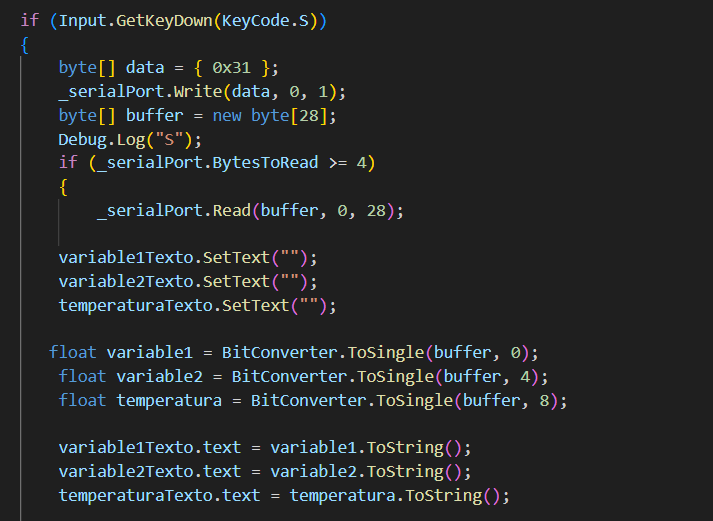 if (Input.GetKeyDown(KeyCode.S))
{
byte[] data = { 0x31 };
_serialPort.Write(data, 0, 1);
byte[] buffer = new byte[28];
Debug.Log("S");
if (_serialPort.BytesToRead >= 4)
{
_serialPort.Read(buffer, 0, 28);
variable1Texto.SetText("");
variable2Texto.SetText("");
temperaturaTexto.SetText("");
float variable1 = BitConverter.ToSingle(buffer, 0);
float variable2 = BitConverter.ToSingle(buffer, 4);
float temperatura = BitConverter.ToSingle(buffer, 8);
variable1Texto.text = variable1.ToString();
variable2Texto.text = variable2.ToString();
temperaturaTexto.text = temperatura.ToString();